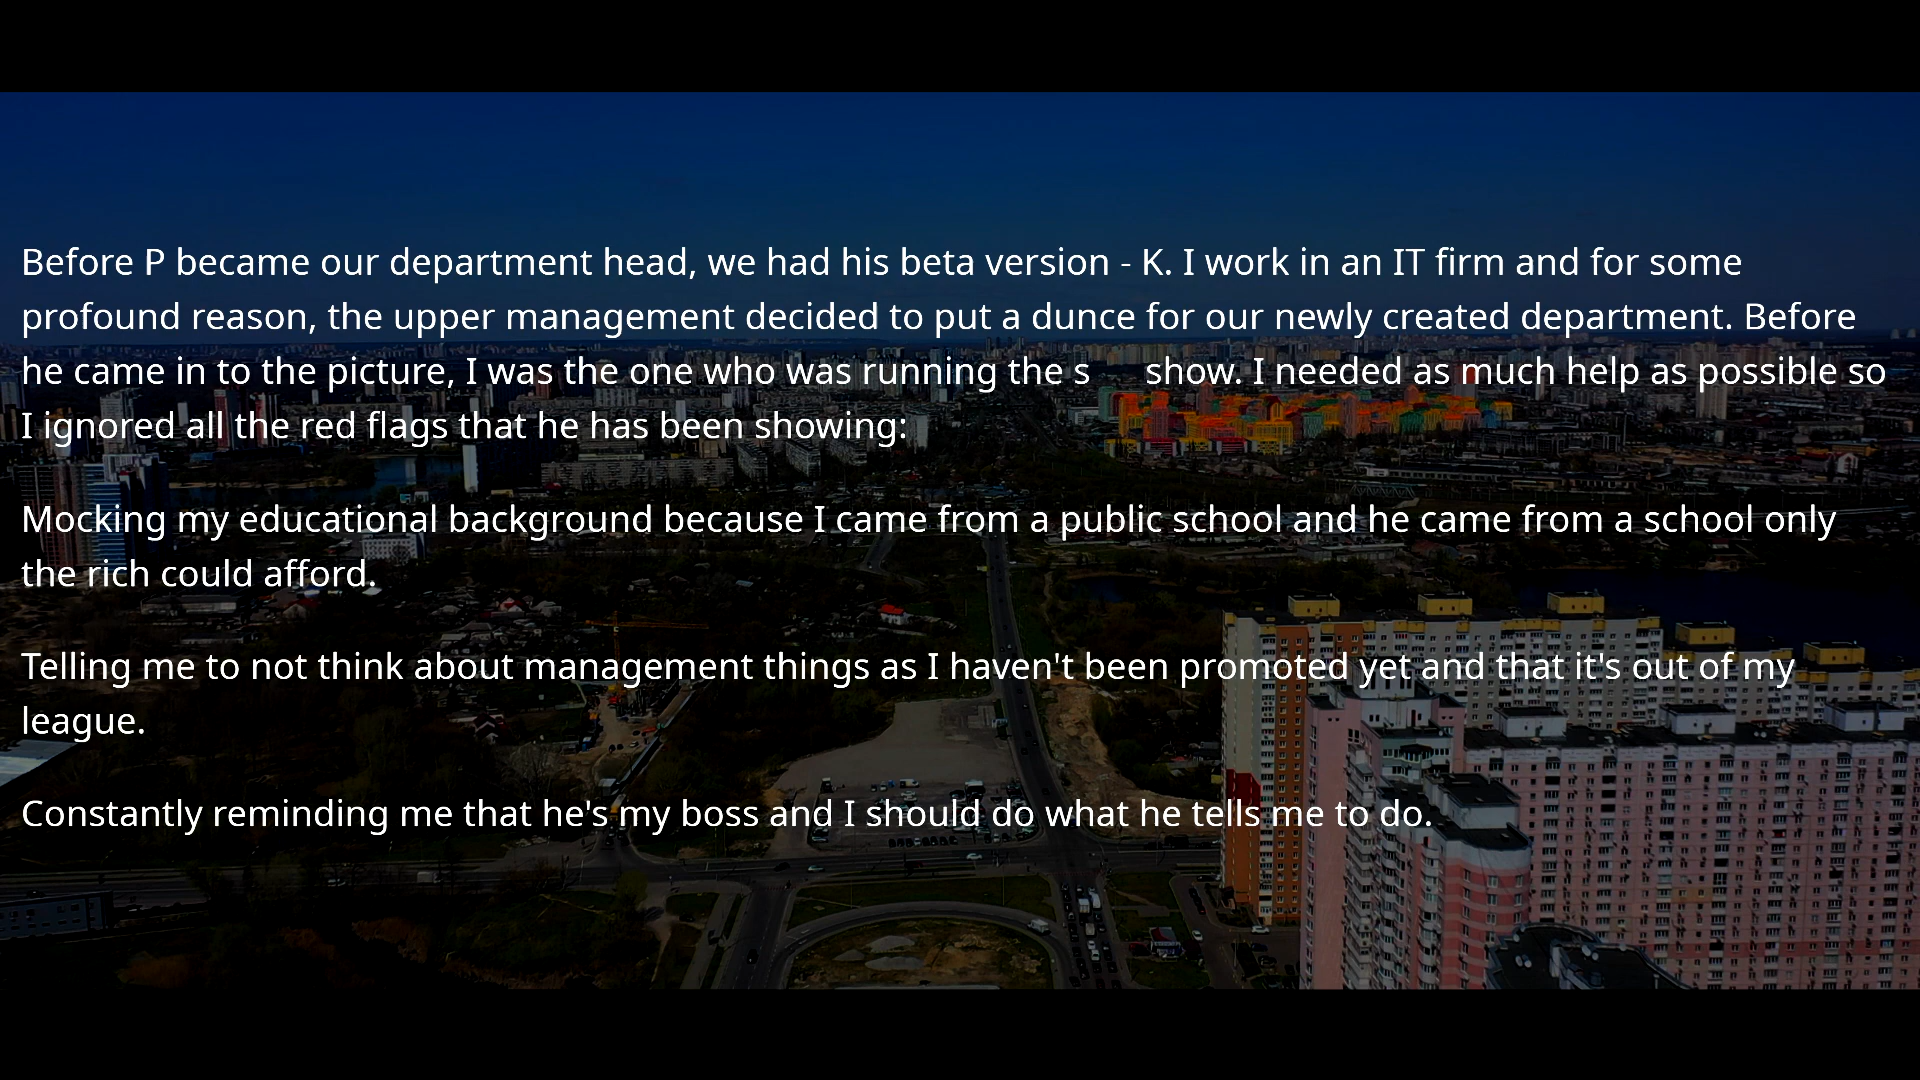 Before P became our department head, we had his beta version - K. I work in an IT firm and for some
profound reason, the upper management decided to put a dunce for our newly created department. Before
he came in to the picture, I was the one who was running the s show. I needed as much help as possible so
I ignored all the red flags that he has been showing:
Mocking my educational background because I came from a public school and he came from a school only
the rich could afford.
Telling me to not think about management things as I haven't been promoted yet and that it's out of my
league.
Constantly reminding me that he's my boss and I should do what he tells me to do.